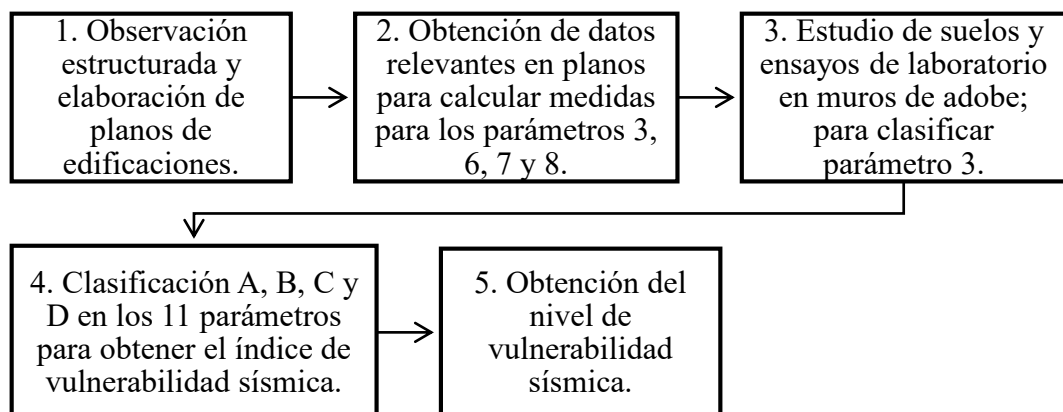 1. Observación
estructurada y
elaboración de
planos de
edificaciones.
2. Obtención de datos
relevantes en planos
para calcular medidas
para los parámetros 3,
6, 7 y 8.
3. Estudio de suelos y
ensayos de laboratorio
en muros de adobe;
para clasificar
parámetro 3.
4. Clasificación A, B, C y
D en los 11 parámetros
para obtener el índice de
vulnerabilidad sísmica.
5. Obtención del
nivel de
vulnerabilidad
sísmica.